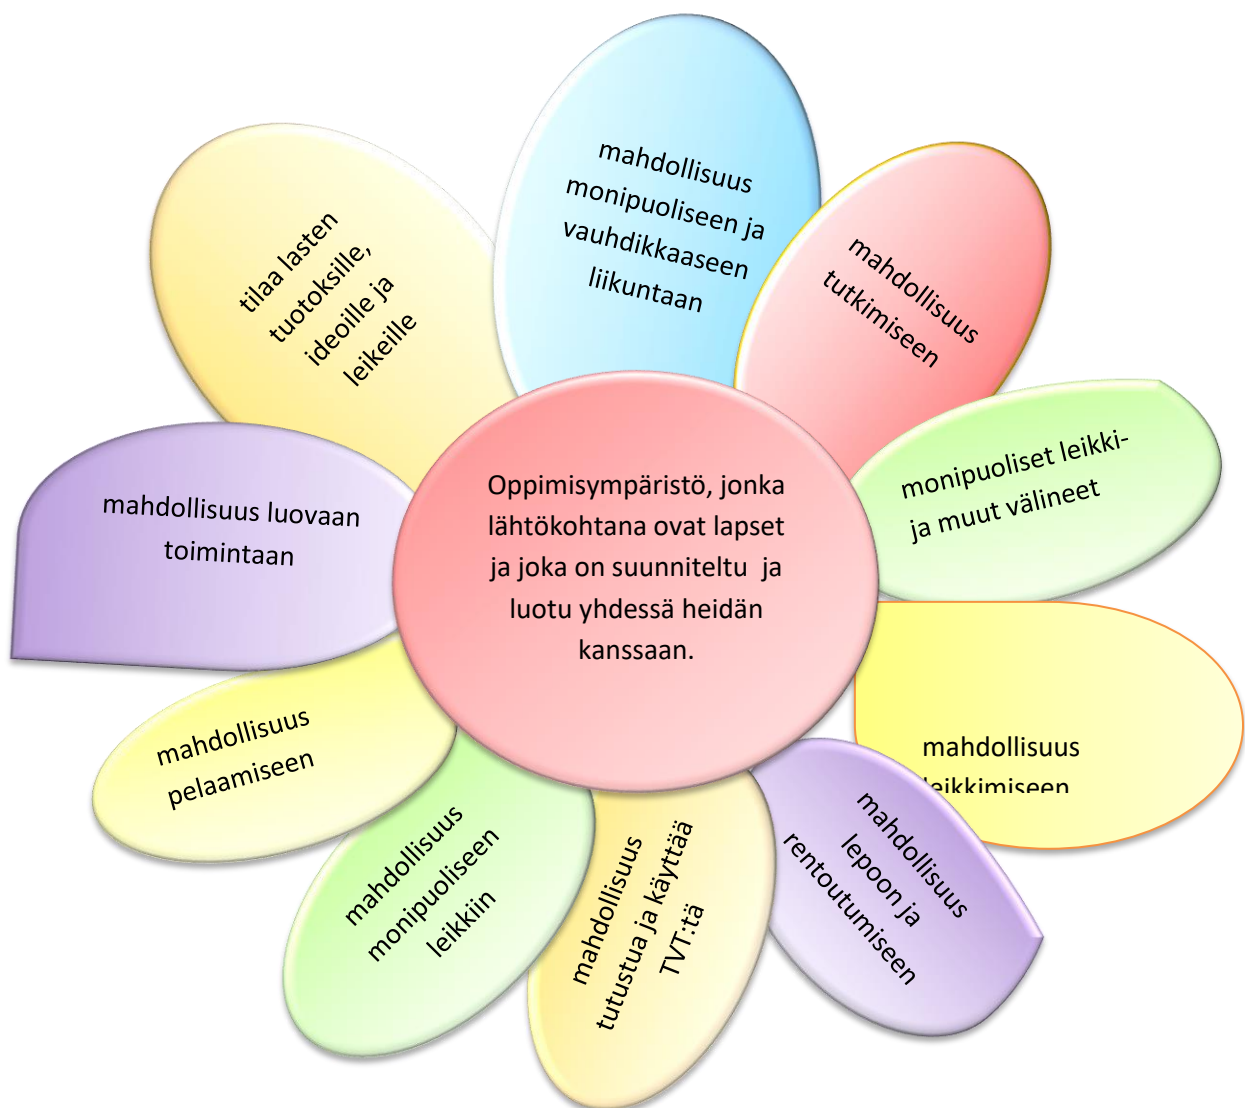 mahdollisuus
monipuoliseen ja
vauhdikkaaseen
liikuntaan
mahdollisuus
tutkimiseen
tilaa lasten
tuotoksille,
ideoille ja
leikeille
monipuoliset leikki-
ja muut välineet
mahdollisuus luovaan
toimintaan
Oppimisympäristö, jonka
lähtökohtana ovat lapset
ja joka on suunniteltu ja
luotu yhdessä heidän
kanssaan.
mahdollisuus
pelaamiseen
mahdollisuus
leikkimiseen
mahdollisuus
monipuoliseen
leikkiin
mahdollisuus
tutustua ja käyttää
TVT:tä
mahdollisuus
lepoon ja
rentoutumiseen